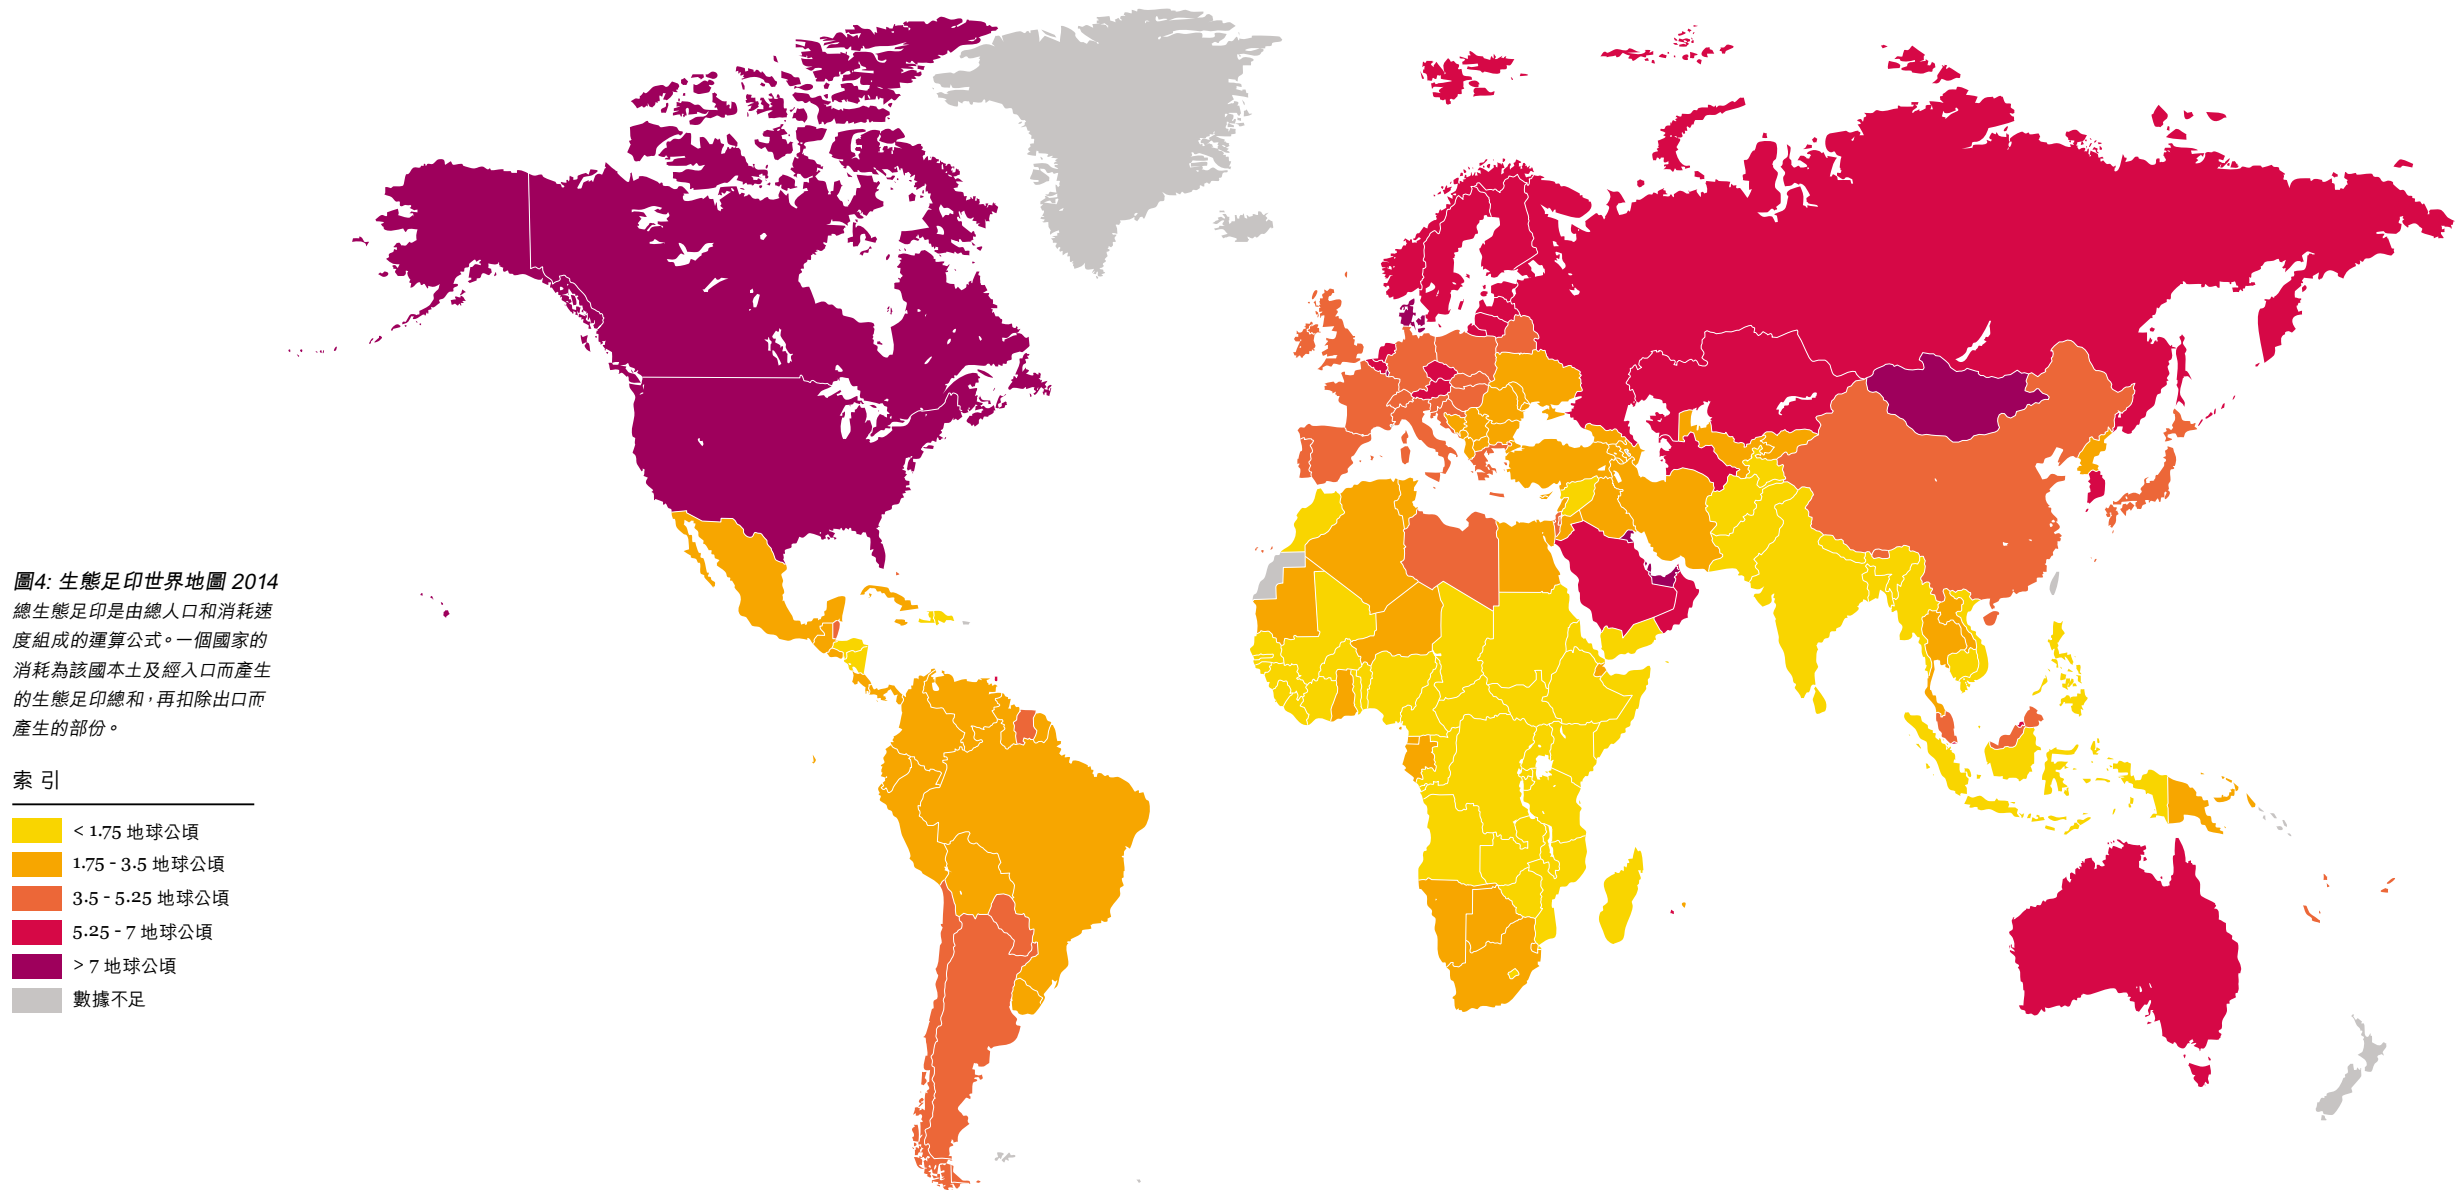 圖4: 生態足印世界地圖 2014
總生態足印是由總人口和消耗速
度組成的運算公式。一個國家的
消耗為該國本土及經入口而產生
的生態足印總和，再扣除出口而
產生的部份。
索 引
< 1.75 地球公頃
1.75 - 3.5 地球公頃
3.5 - 5.25 地球公頃
5.25 - 7 地球公頃
> 7 地球公頃
數據不足